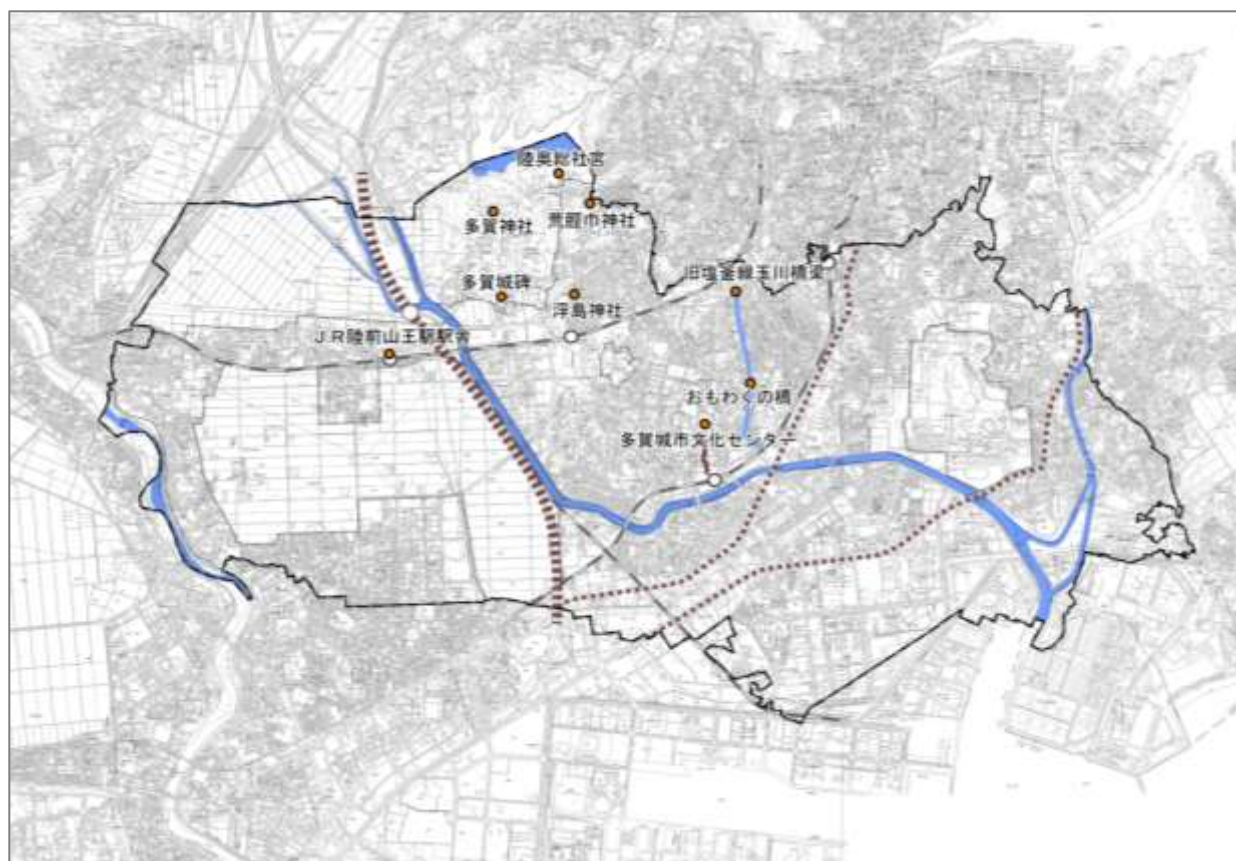 陸奥総社宮
荒脛巾神社
多賀神社
旧塩釜線玉川橋梁
多賀城碑
浮島神社
JR陸前山王駅駅舎
おもわくの橋
多賀城市文化センター